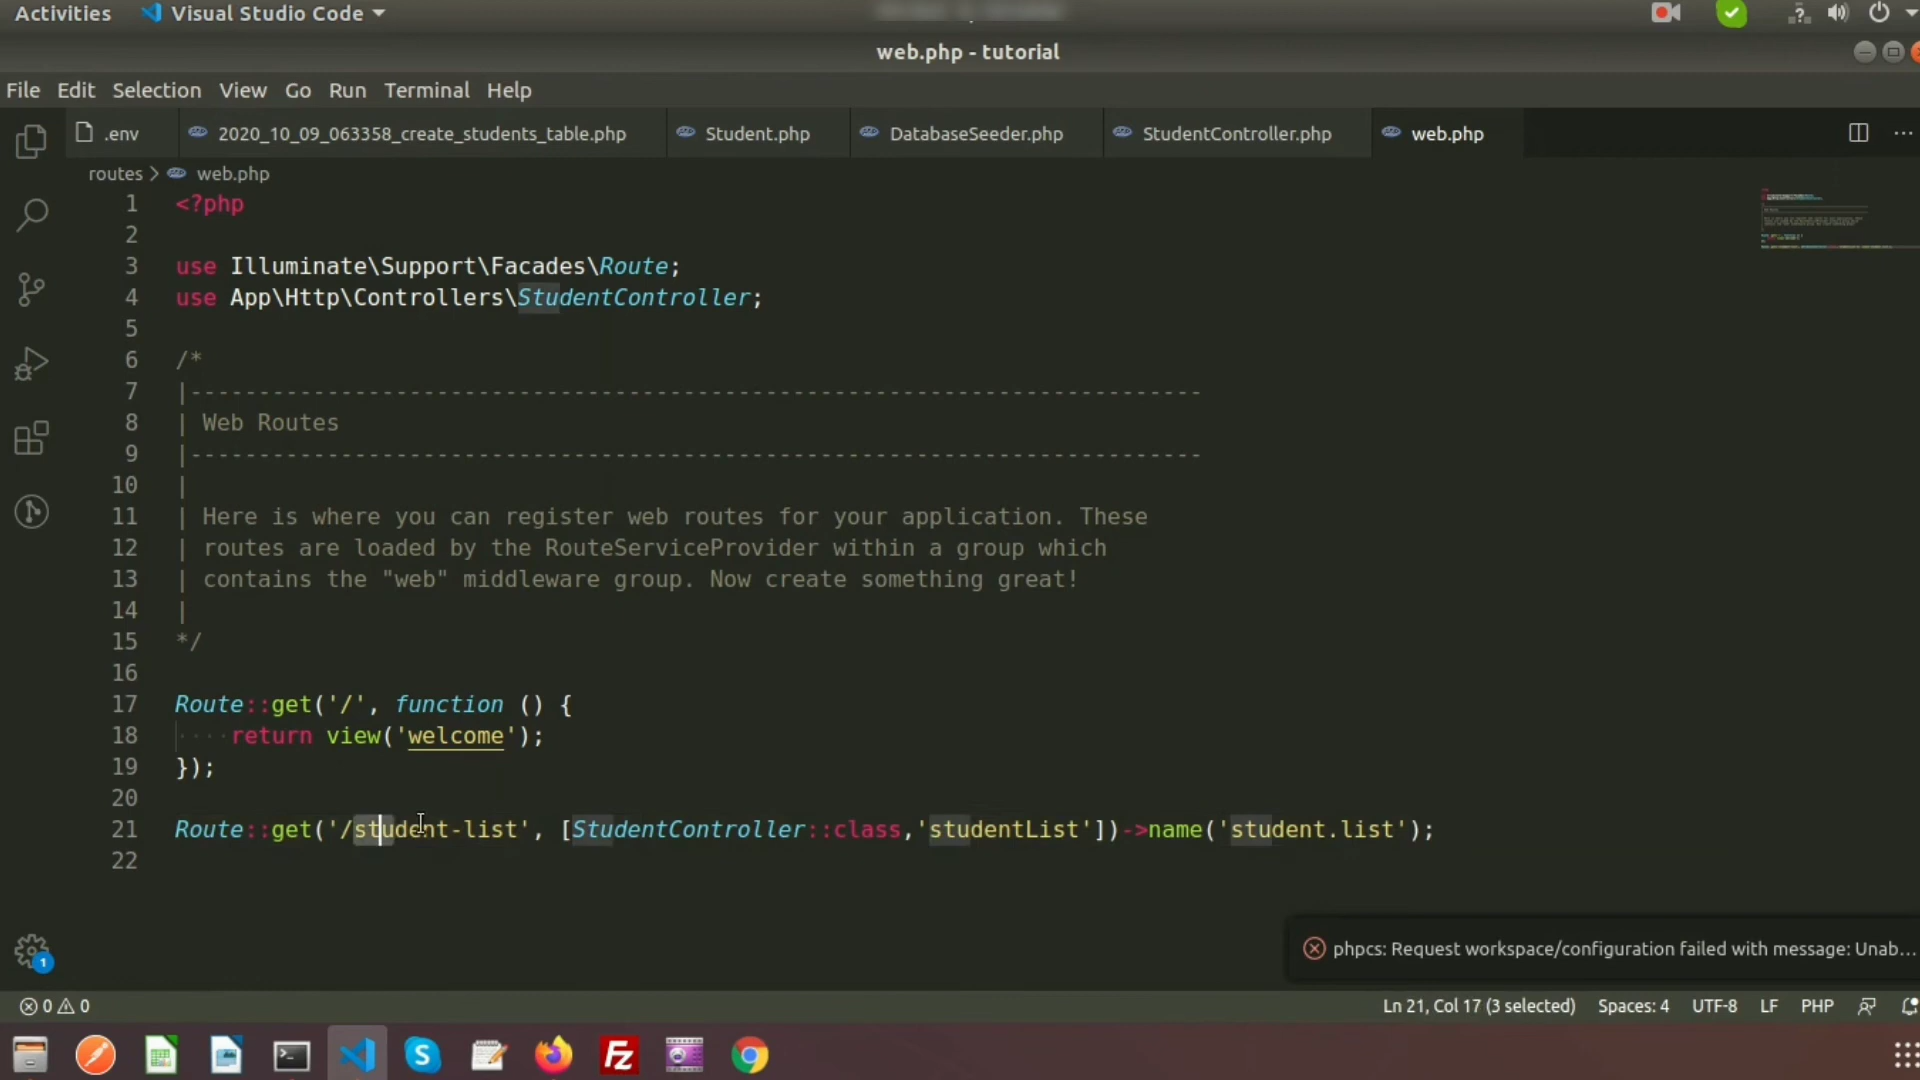 Activities Visual Studio Code
web.php - tutorial
File Edit Selection View Go Run Terminal Help
.env 2020_10_09_063358_create_students_table.php Student.php DatabaseSeeder.php StudentController.php web.php
routes > web.php
1 <?php
2
3 use Illuminate\Support\Facades\Route;
4 use App\Http\Controllers\StudentController;
5
6 /*
7 |--------------------------------------------------------------------------
8 | Web Routes
9 |--------------------------------------------------------------------------
10 |
11 | Here is where you can register web routes for your application. These
12 | routes are loaded by the RouteServiceProvider within a group which
13 | contains the "web" middleware group. Now create something great!
14 |
15 */
16
17 Route::get('/', function () {
18 ····return view('welcome');
19 });
20
21 Route::get('/student-list', [StudentController::class,'studentList'])->name('student.list');
22
phpcs: Request workspace/configuration failed with message: Unab...
1
0 0 Ln 21, Col 17 (3 selected) Spaces: 4 UTF-8 LF PHP
S Fz